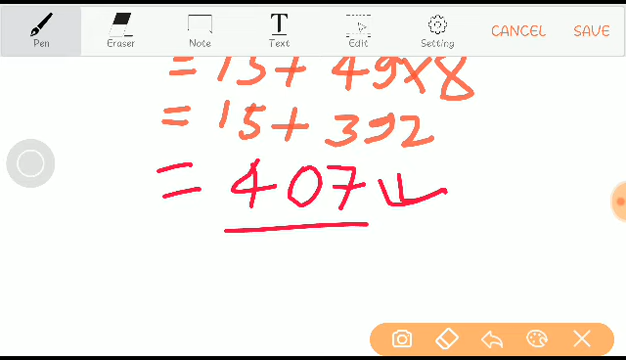 Pen Eraser Note Text Edit Setting CANCEL SAVE
= 15 + 49 × 8
= 15 + 392
= 407